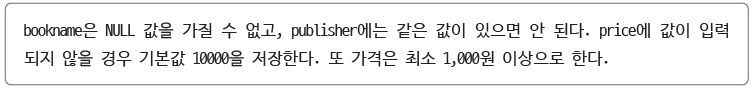 bookname은 NULL 값을 가질 수 없고, publisher에는 같은 값이 있으면 안 된다. price에 값이 입력
되지 않을 경우 기본값 10000을 저장한다. 또 가격은 최소 1,000원 이상으로 한다.